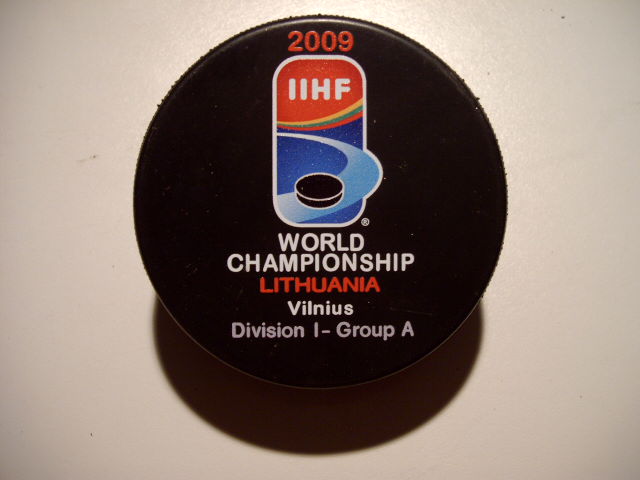 2009
IIHF
®
WORLD
CHAMPIONSHIP
LITHUANIA
Vilnius
Division I - Group A